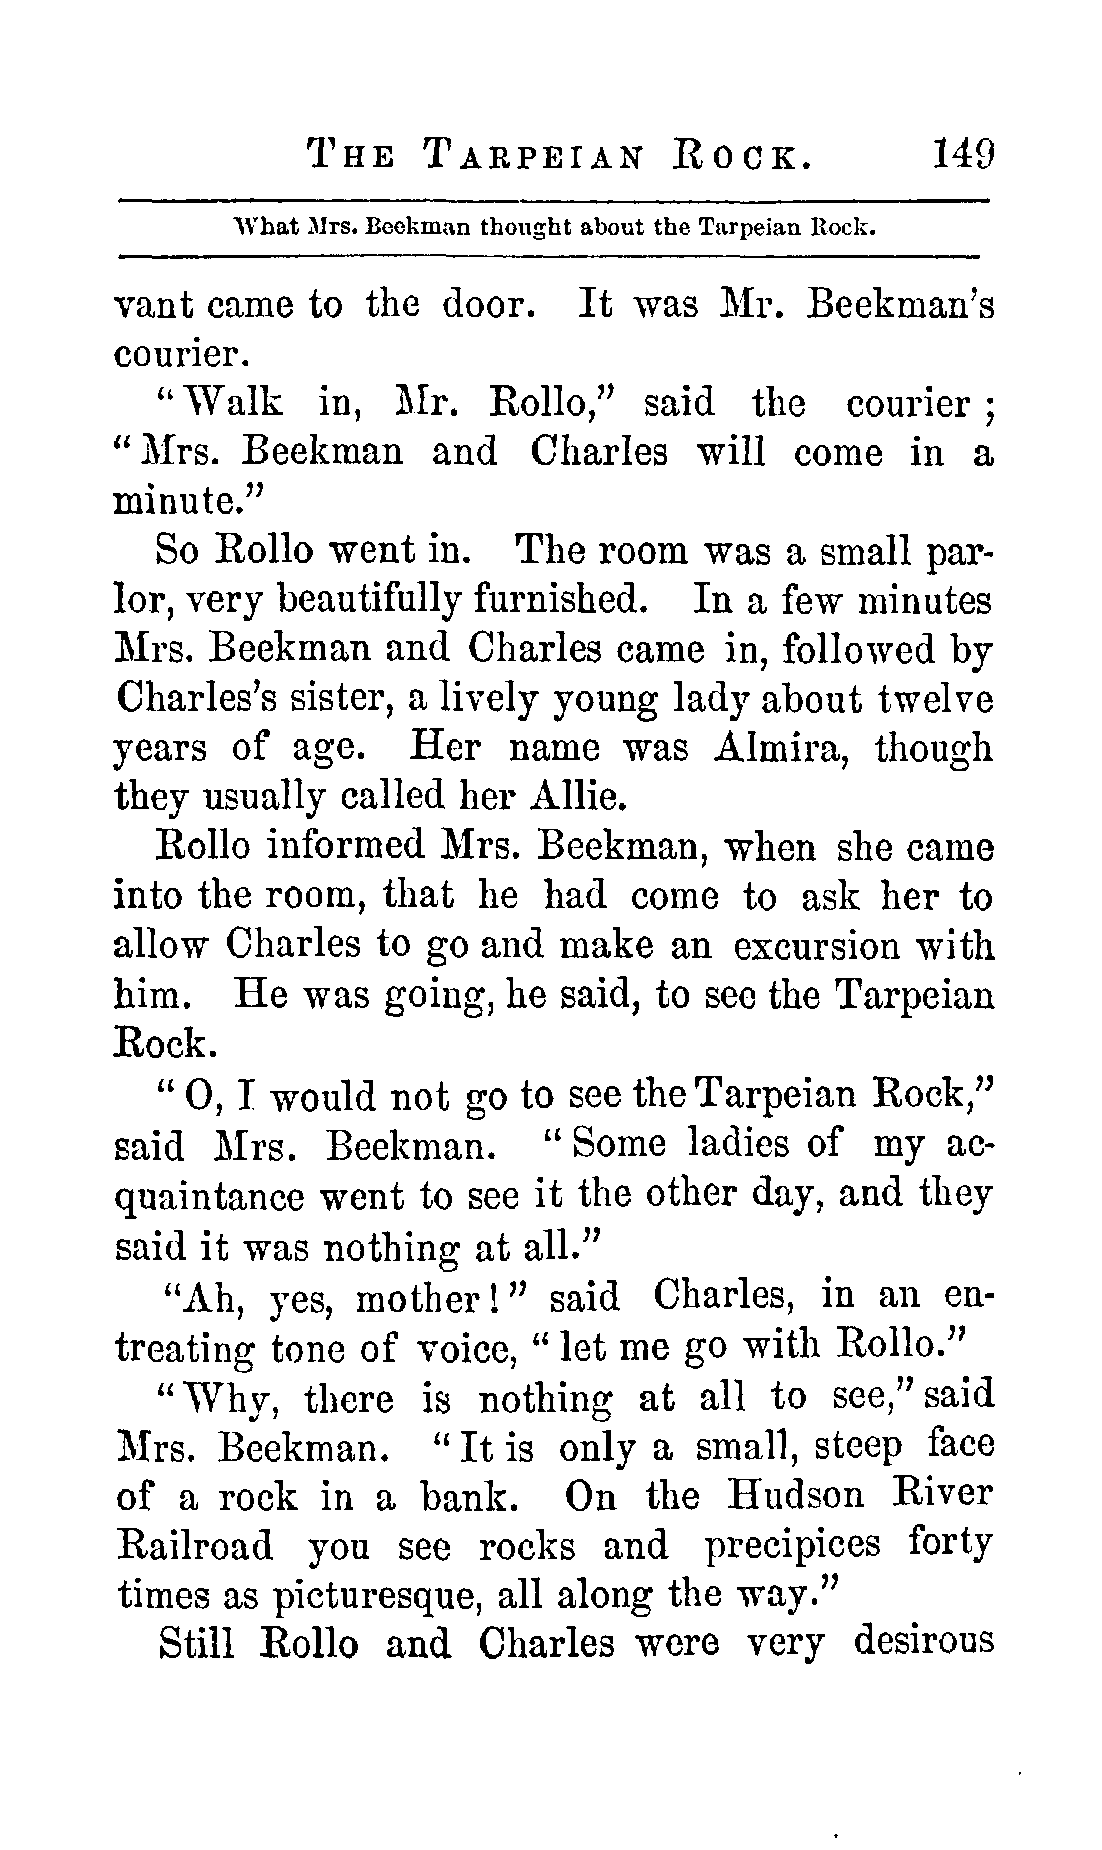 THE TARPEIAN ROCK. 149
What Mrs. Beekman thought about the Tarpeian Rock.
vant came to the door. It was Mr. Beekman's
courier.
"Walk in, Mr. Rollo," said the courier;
"Mrs. Beekman and Charles will come in a
minute."
So Rollo went in. The room was a small par-
lor, very beautifully furnished. In a few minutes
Mrs. Beekman and Charles came in, followed by
Charles's sister, a lively young lady about twelve
years of age. Her name was Almira, though
they usually called her Allie.
Rollo informed Mrs. Beekman, when she came
into the room, that he had come to ask her to
allow Charles to go and make an excursion with
him. He was going, he said, to see the Tarpeian
Rock.
"O, I would not go to see the Tarpeian Rock,"
said Mrs. Beekman. "Some ladies of my ac-
quaintance went to see it the other day, and they
said it was nothing at all."
"Ah, yes, mother!" said Charles, in an en-
treating tone of voice, "let me go with Rollo."
"Why, there is nothing at all to see," said
Mrs. Beekman. "It is only a small, steep face
of a rock in a bank. On the Hudson River
Railroad you see rocks and precipices forty
times as picturesque, all along the way."
Still Rollo and Charles were very desirous